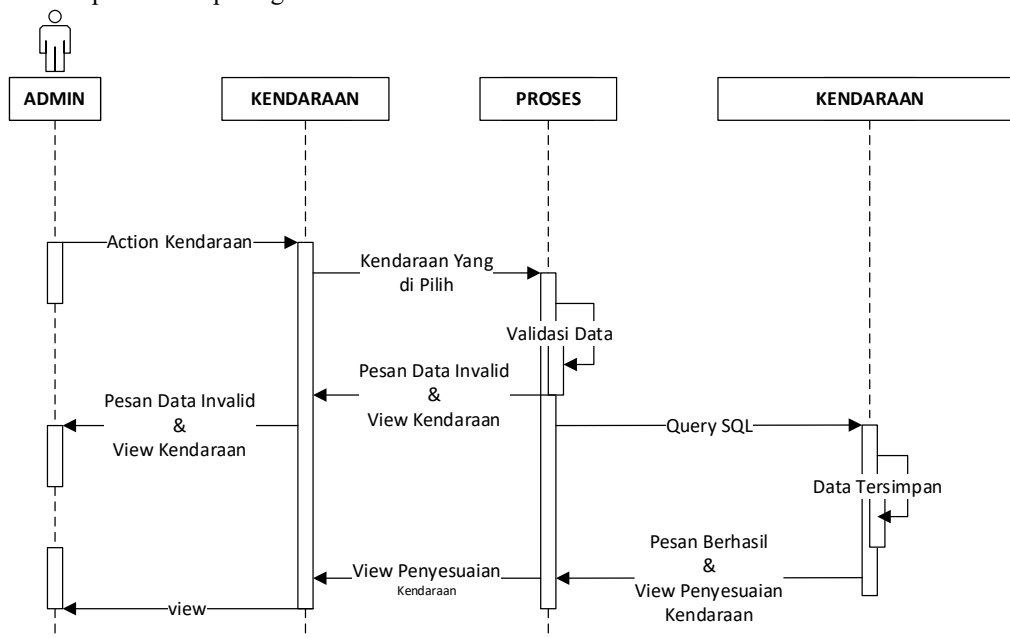 ADMIN
KENDARAAN
PROSES
KENDARAAN
Action Kendaraan
Kendaraan Yang
di Pilih
Validasi Data
Pesan Data Invalid
&
View Kendaraan
Pesan Data Invalid
&
View Kendaraan
Query SQL
Data Tersimpan
Pesan Berhasil
&
View Penyesuaian
Kendaraan
View Penyesuaian
Kendaraan
view